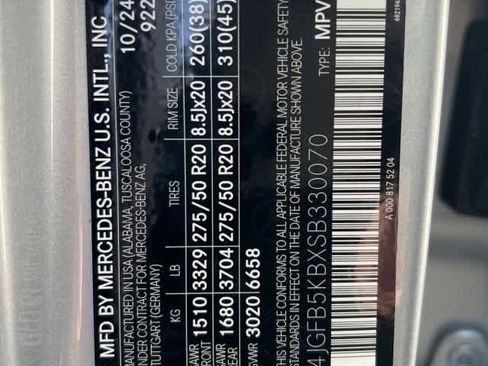 MFD BY MERCEDES-BENZ U.S. INTL., INC 10/24
MANUFACTURED IN USA (ALABAMA, TUSCALOOSA COUNTY) 922
UNDER CONTRACT FOR MERCEDES-BENZ AG,
STUTTGART (GERMANY)
KG LB TIRES RIM SIZE COLD KPA (PSI
GAWR FRONT 1510 3329 275/50 R20 8.5Jx20 260(38)
GAWR REAR 1680 3704 275/50 R20 8.5Jx20 310(45)
GVWR 3020 6658
THIS VEHICLE CONFORMS TO ALL APPLICABLE FEDERAL MOTOR VEHICLE SAFETY
IN EFFECT ON THE DATE OF MANUFACTURE SHOWN ABOVE.
4JGFB5KBXSB330070 TYPE: MPV
A 000 817 52 04